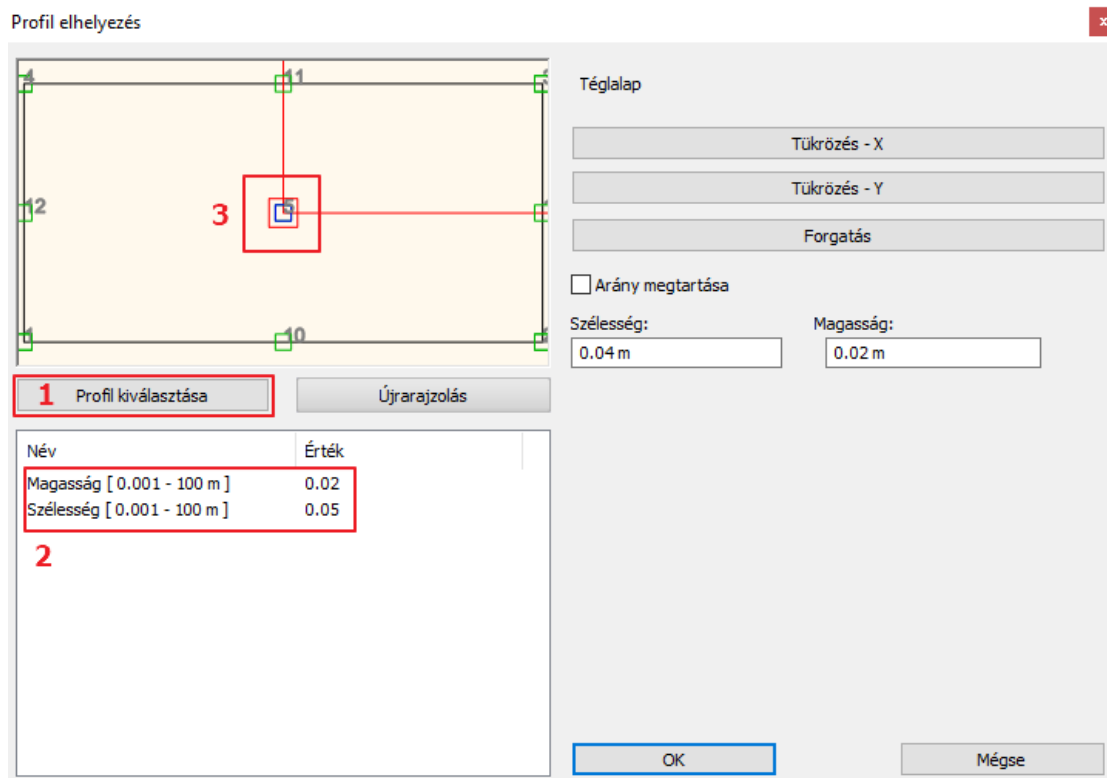 Profil elhelyezés
x
4
11
3
12
5
3
1
10
2
Téglalap
Tükrözés - X
Tükrözés - Y
Forgatás
Arány megtartása
Szélesség: Magasság:
0.04 m 0.02 m
1 Profil kiválasztása Újrarajzolás
Név Érték
Magasság [ 0.001 - 100 m ] 0.02
Szélesség [ 0.001 - 100 m ] 0.05
2
OK Mégse